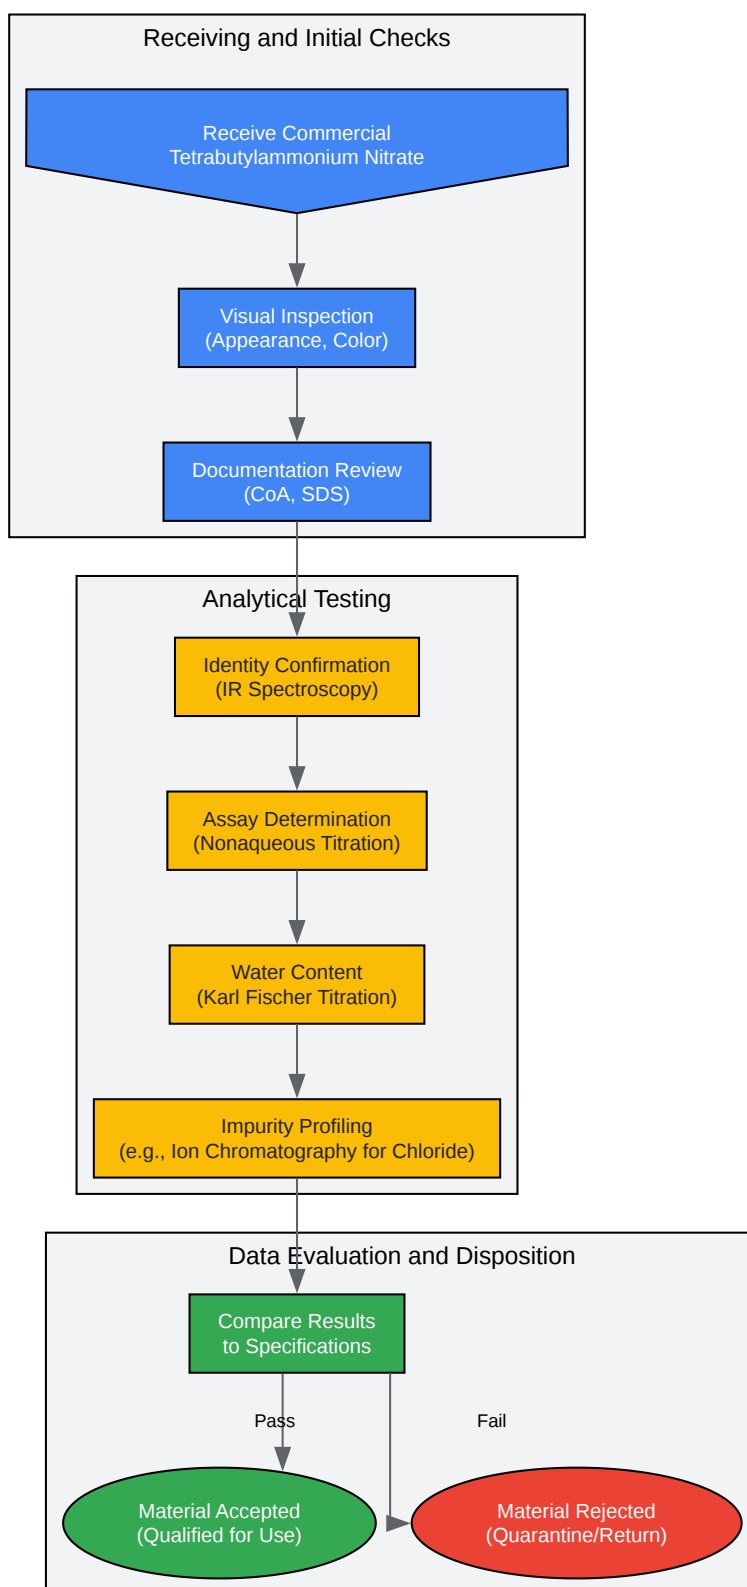 Receiving and Initial Checks
Receive Commercial
Tetrabutylammonium Nitrate
Visual Inspection
(Appearance, Color)
Documentation Review
(CoA, SDS)
Analytical Testing
Identity Confirmation
(IR Spectroscopy)
Assay Determination
(Nonaqueous Titration)
Water Content
(Karl Fischer Titration)
Impurity Profiling
(e.g., Ion Chromatography for Chloride)
Data Evaluation and Disposition
Compare Results
to Specifications
Pass
Fail
Material Accepted
(Qualified for Use)
Material Rejected
(Quarantine/Return)